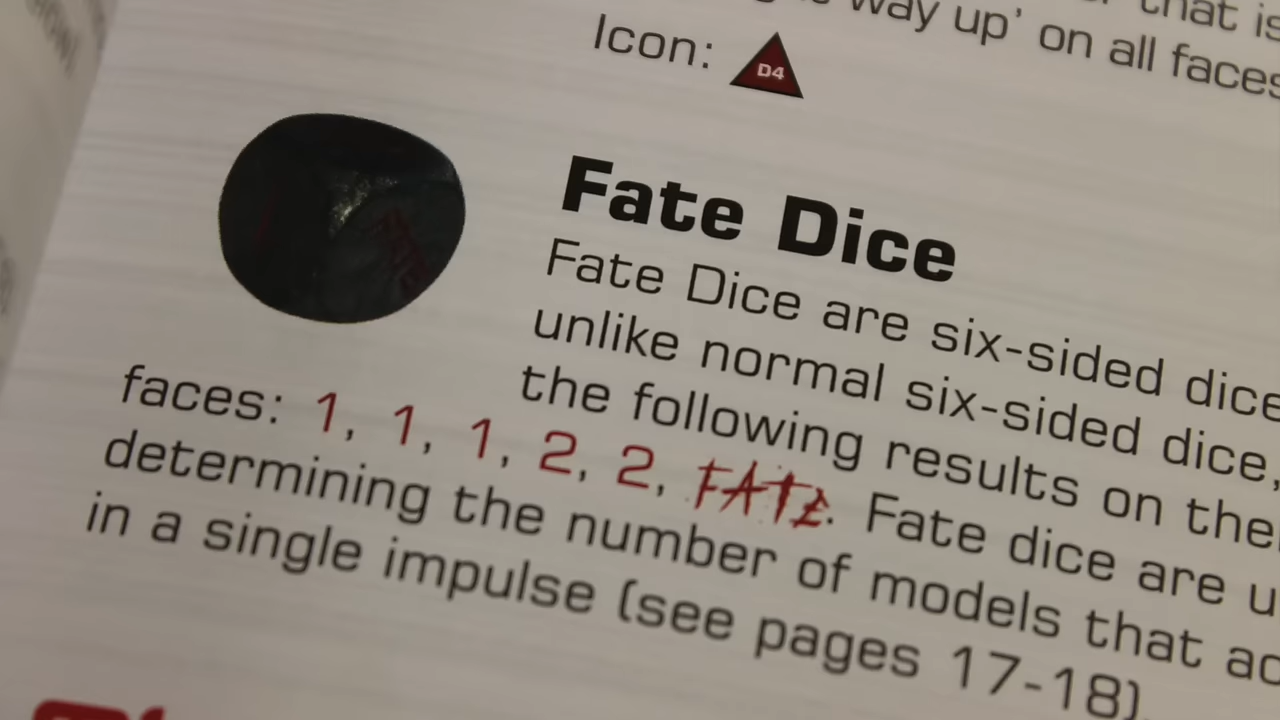 that is
way up' on all faces
Icon: D4
Fate Dice
Fate Dice are six-sided dice
unlike normal six-sided dice,
the following results on
faces: 1, 1, 1, 2, 2, FATE. Fate dice are
determining the number of models that
in a single impulse (see pages 17-18)